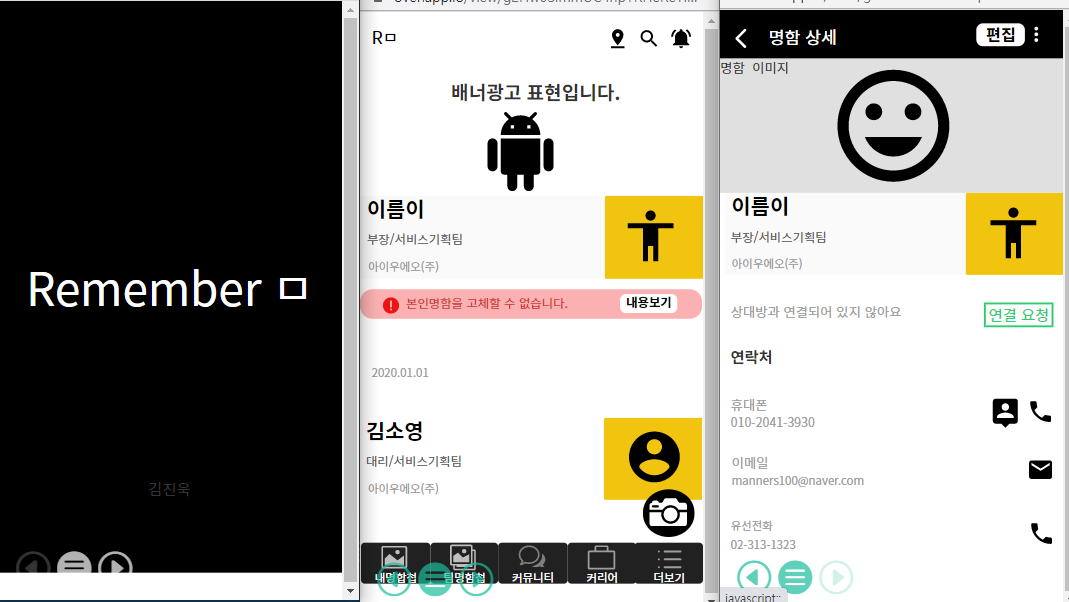 Remember ㅁ
김진욱
Rㅁ
배너광고 표현입니다.
이름이
부장/서비스기획팀
아이우에오(주)
본인명함을 고체할 수 없습니다.
내용보기
2020.01.01
김소영
대리/서비스기획팀
아이우에오(주)
내명함첩
팀명함첩
커뮤니티
커리어
더보기
명함 상세
편집
명함 이미지
이름이
부장/서비스기획팀
아이우에오(주)
상대방과 연결되어 있지 않아요
연결 요청
연락처
휴대폰
010-2041-3930
이메일
manners100@naver.com
유선전화
02-313-1323
javascript:;